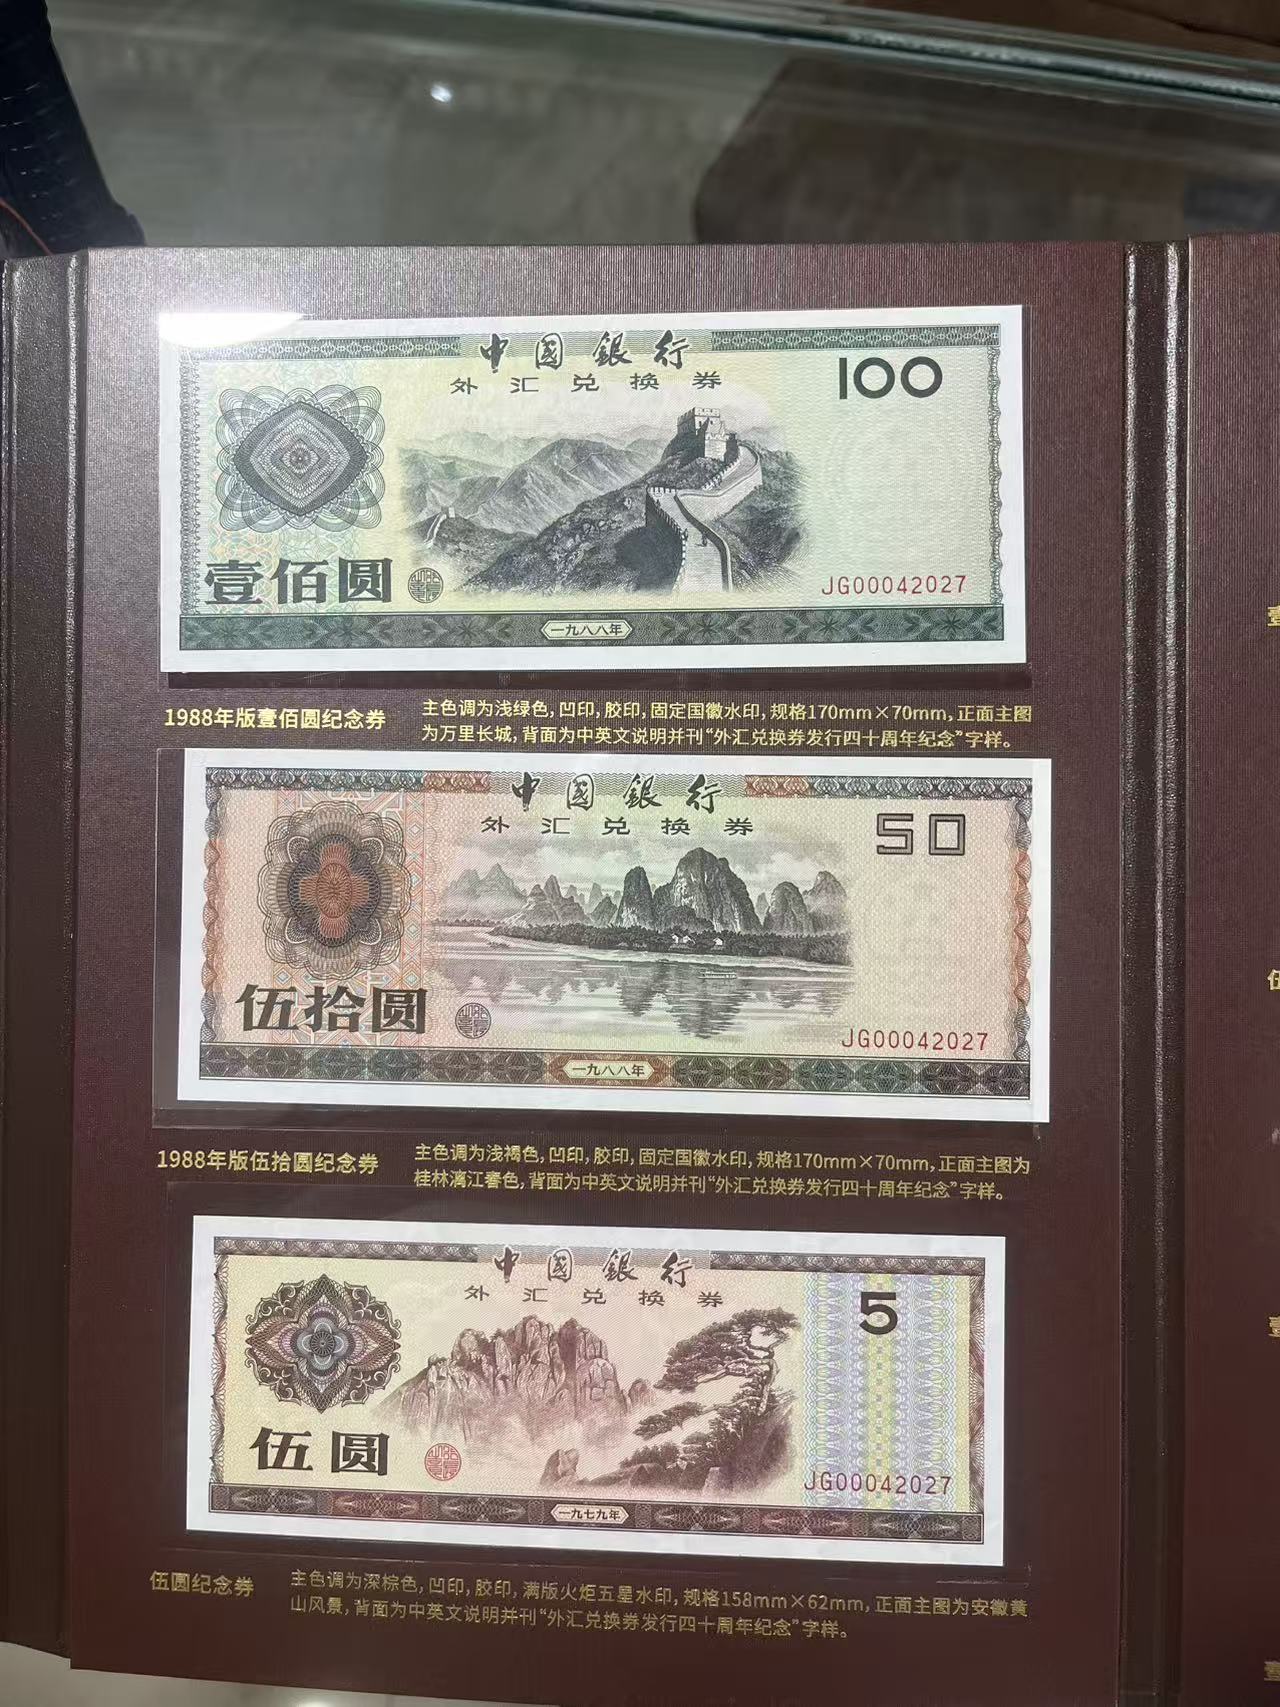 中國銀行
外汇兑换券
100
壹佰圆
JG00042027
一九八八年
1988年版壹佰圆纪念券
主色调为浅绿色，凹印，胶印，固定国徽水印，规格170mm×70mm，正面主图
为万里长城，背面为中英文说明并刊“外汇兑换券发行四十周年纪念”字样。
中國銀行
外汇兑换券
50
伍拾圆
JG00042027
一九八八年
1988年版伍拾圆纪念券
主色调为浅褐色，凹印，胶印，固定国徽水印，规格170mm×70mm，正面主图为
桂林漓江春色，背面为中英文说明并刊“外汇兑换券发行四十周年纪念”字样。
中國銀行
外汇兑换券
5
伍圆
JG00042027
一九七九年
伍圆纪念券
主色调为深棕色，凹印，胶印，满版火炬五星水印，规格158mm×62mm，正面主图为安徽黄
山风景，背面为中英文说明并刊“外汇兑换券发行四十周年纪念”字样。